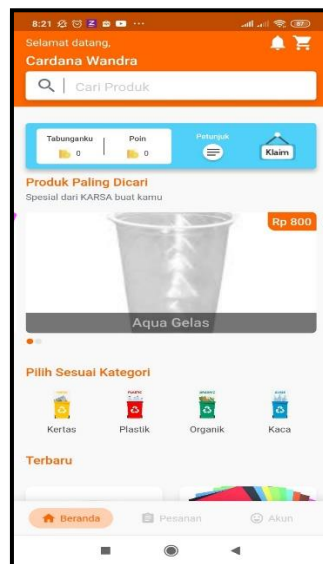 8:21
Selamat datang,
Cardana Wandra
Cari Produk
Tabunganku Poin Petunjuk
0 0 Klaim
Produk Paling Dicari
Spesial dari KARSA buat kamu
Rp 800
Aqua Gelas
Pilih Sesuai Kategori
Kertas Plastik Organik Kaca
Terbaru
Beranda Pesanan Akun